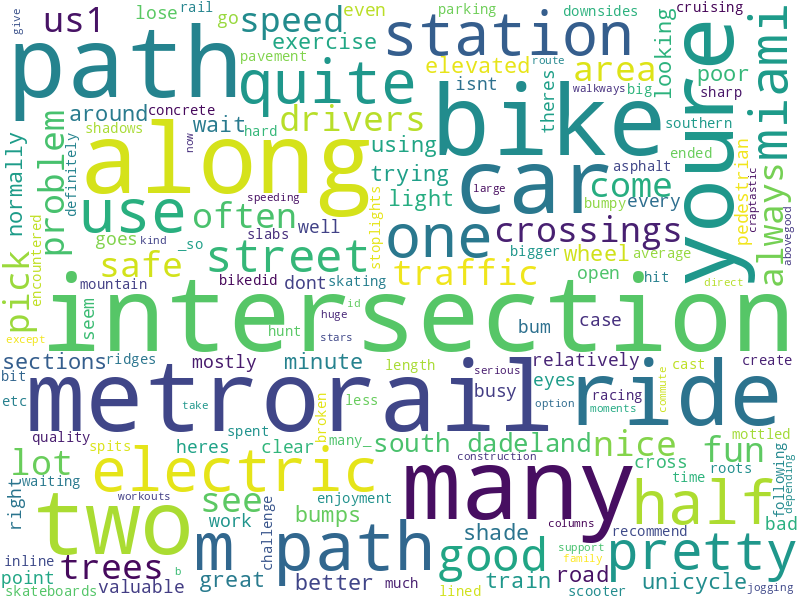 us1
lose
rail
go
speed
even
parking
downsides
cruising
give
path
station
youre
miami
exercise
pavement
quite
elevated
isnt
route
area
walkways
big
looking
poor
sharp
around
concrete
wait
drivers
theres
southern
problem
shadows
along
hard
now
using
bike
normally
definitely
trying
car
asphalt
ended
use
often
light
come
bumpy
every
pedestrian
always
large
craptastic
abovegood
speeding
one
crossings
goes
kind
_so
slabs
well
stoplights
bigger
wheel
average
street
safe
traffic
open
hit
pick
encountered
mountain
bikedid
dont
skating
direct
intersection
seem
hunt
id
huge
stars
bum
case
except
sections
ridges
mostly
minute
relatively
cast
create
bit
metrorail
busy
eyes
racing
ride
serious
etc
take
length
less
option
moments
commute
quality
spent
broken
many_
south dadeland
nice
fun
mottled
spits
heres
clear
lot
electric
construction
many
cross
roots
time
following
depending
waiting
right
two
workouts
see
enjoyment
half
work
challenge
bumps
columns
recommend
bad
m path
shade
inline
trees
good
support
pretty
point
b
great
better
much
train
road
family
unicycle
skateboards
valuable
lined
scooter
jogging